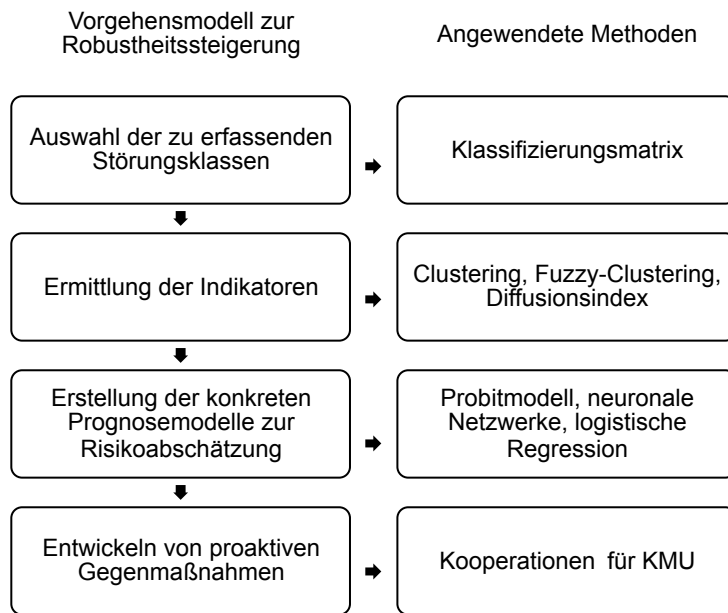 Vorgehensmodell zur
Robustheitssteigerung
Angewendete Methoden
Auswahl der zu erfassenden
Störungsklassen
Klassifizierungsmatrix
Ermittlung der Indikatoren
Clustering, Fuzzy-Clustering,
Diffusionsindex
Erstellung der konkreten
Prognosemodelle zur
Risikoabschätzung
Probitmodell, neuronale
Netzwerke, logistische
Regression
Entwickeln von proaktiven
Gegenmaßnahmen
Kooperationen für KMU